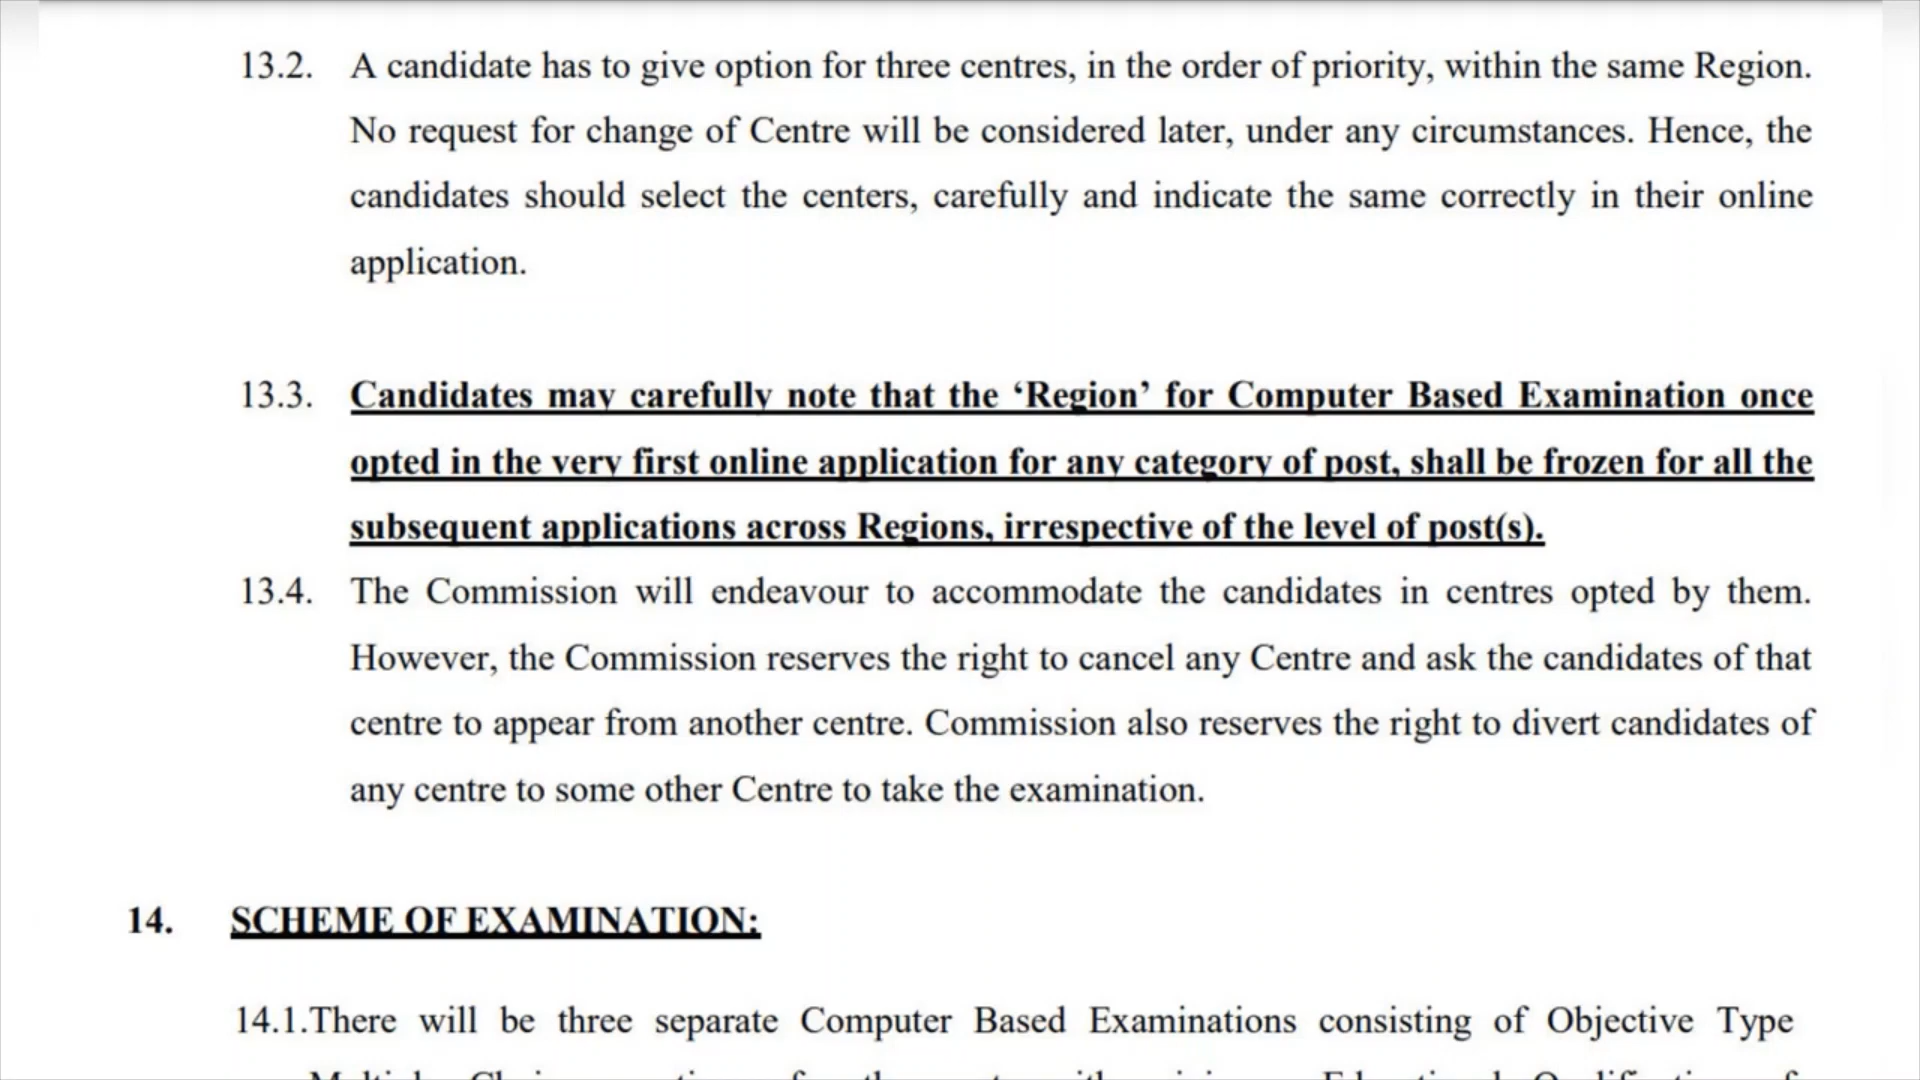 13.2. A candidate has to give option for three centres, in the order of priority, within the same Region.
No request for change of Centre will be considered later, under any circumstances. Hence, the
candidates should select the centers, carefully and indicate the same correctly in their online
application.
13.3. Candidates may carefully note that the ‘Region’ for Computer Based Examination once
opted in the very first online application for any category of post, shall be frozen for all the
subsequent applications across Regions, irrespective of the level of post(s).
13.4. The Commission will endeavour to accommodate the candidates in centres opted by them.
However, the Commission reserves the right to cancel any Centre and ask the candidates of that
centre to appear from another centre. Commission also reserves the right to divert candidates of
any centre to some other Centre to take the examination.
14. SCHEME OF EXAMINATION:
14.1.There will be three separate Computer Based Examinations consisting of Objective Type